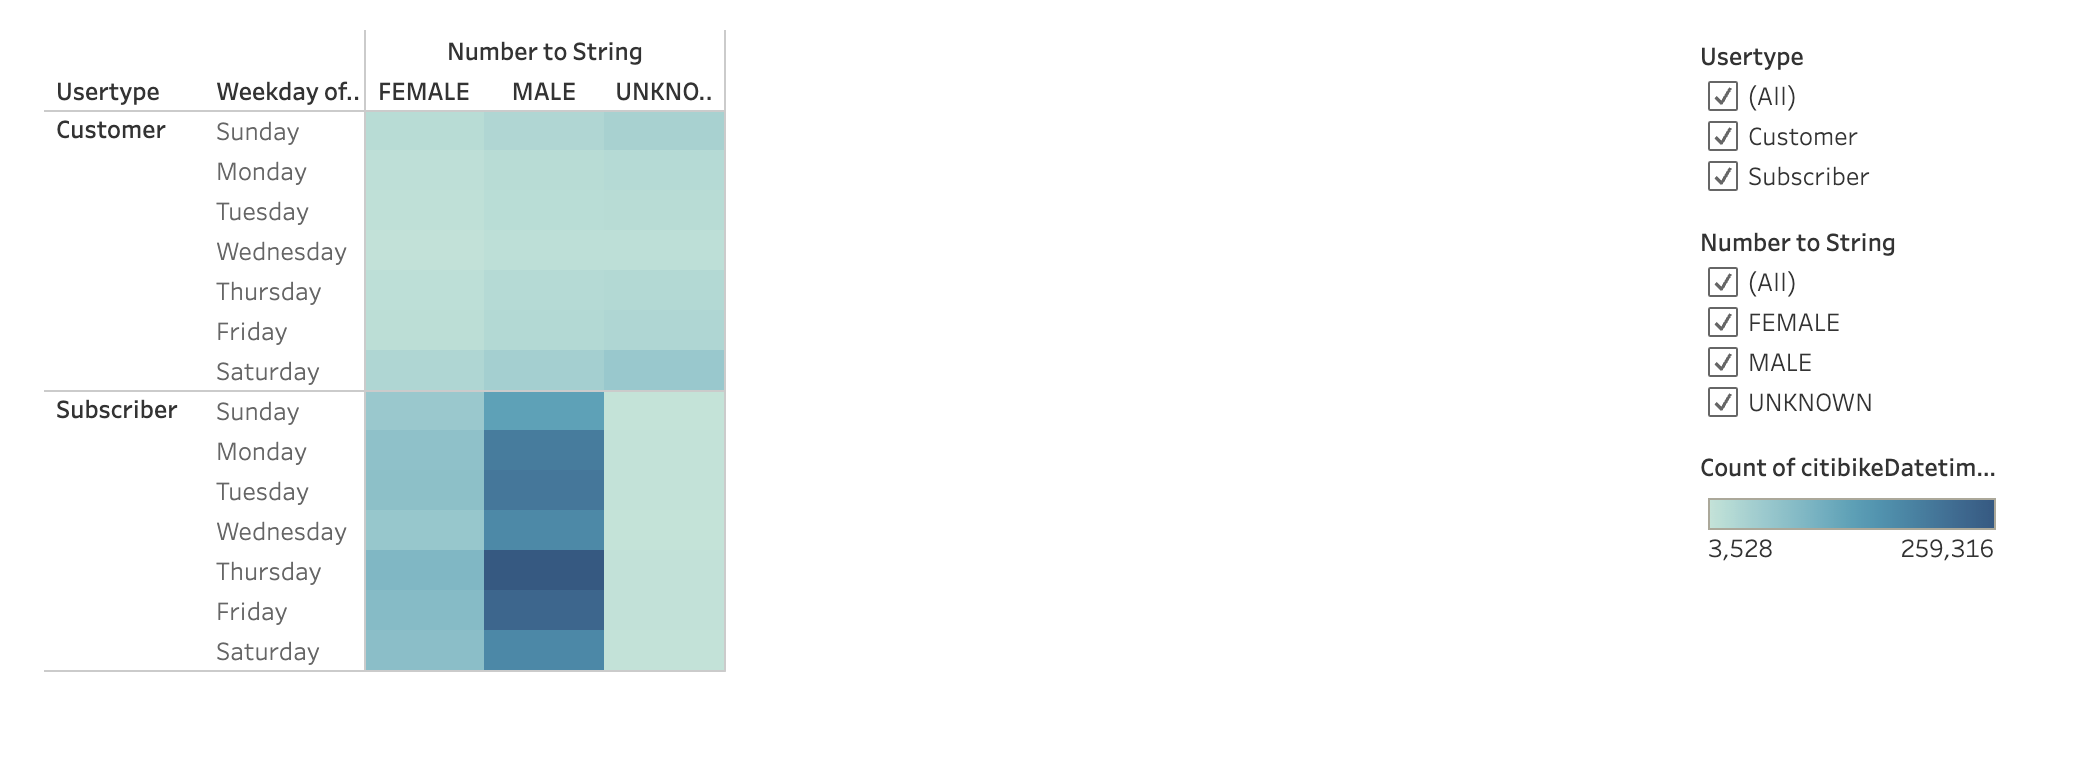 Number to String
Usertype Weekday of.. FEMALE MALE UNKNO..
Customer Sunday
Monday
Tuesday
Wednesday
Thursday
Friday
Saturday
Subscriber Sunday
Monday
Tuesday
Wednesday
Thursday
Friday
Saturday
Usertype
(All)
Customer
Subscriber
Number to String
(All)
FEMALE
MALE
UNKNOWN
Count of citibikeDatetim...
3,528 259,316